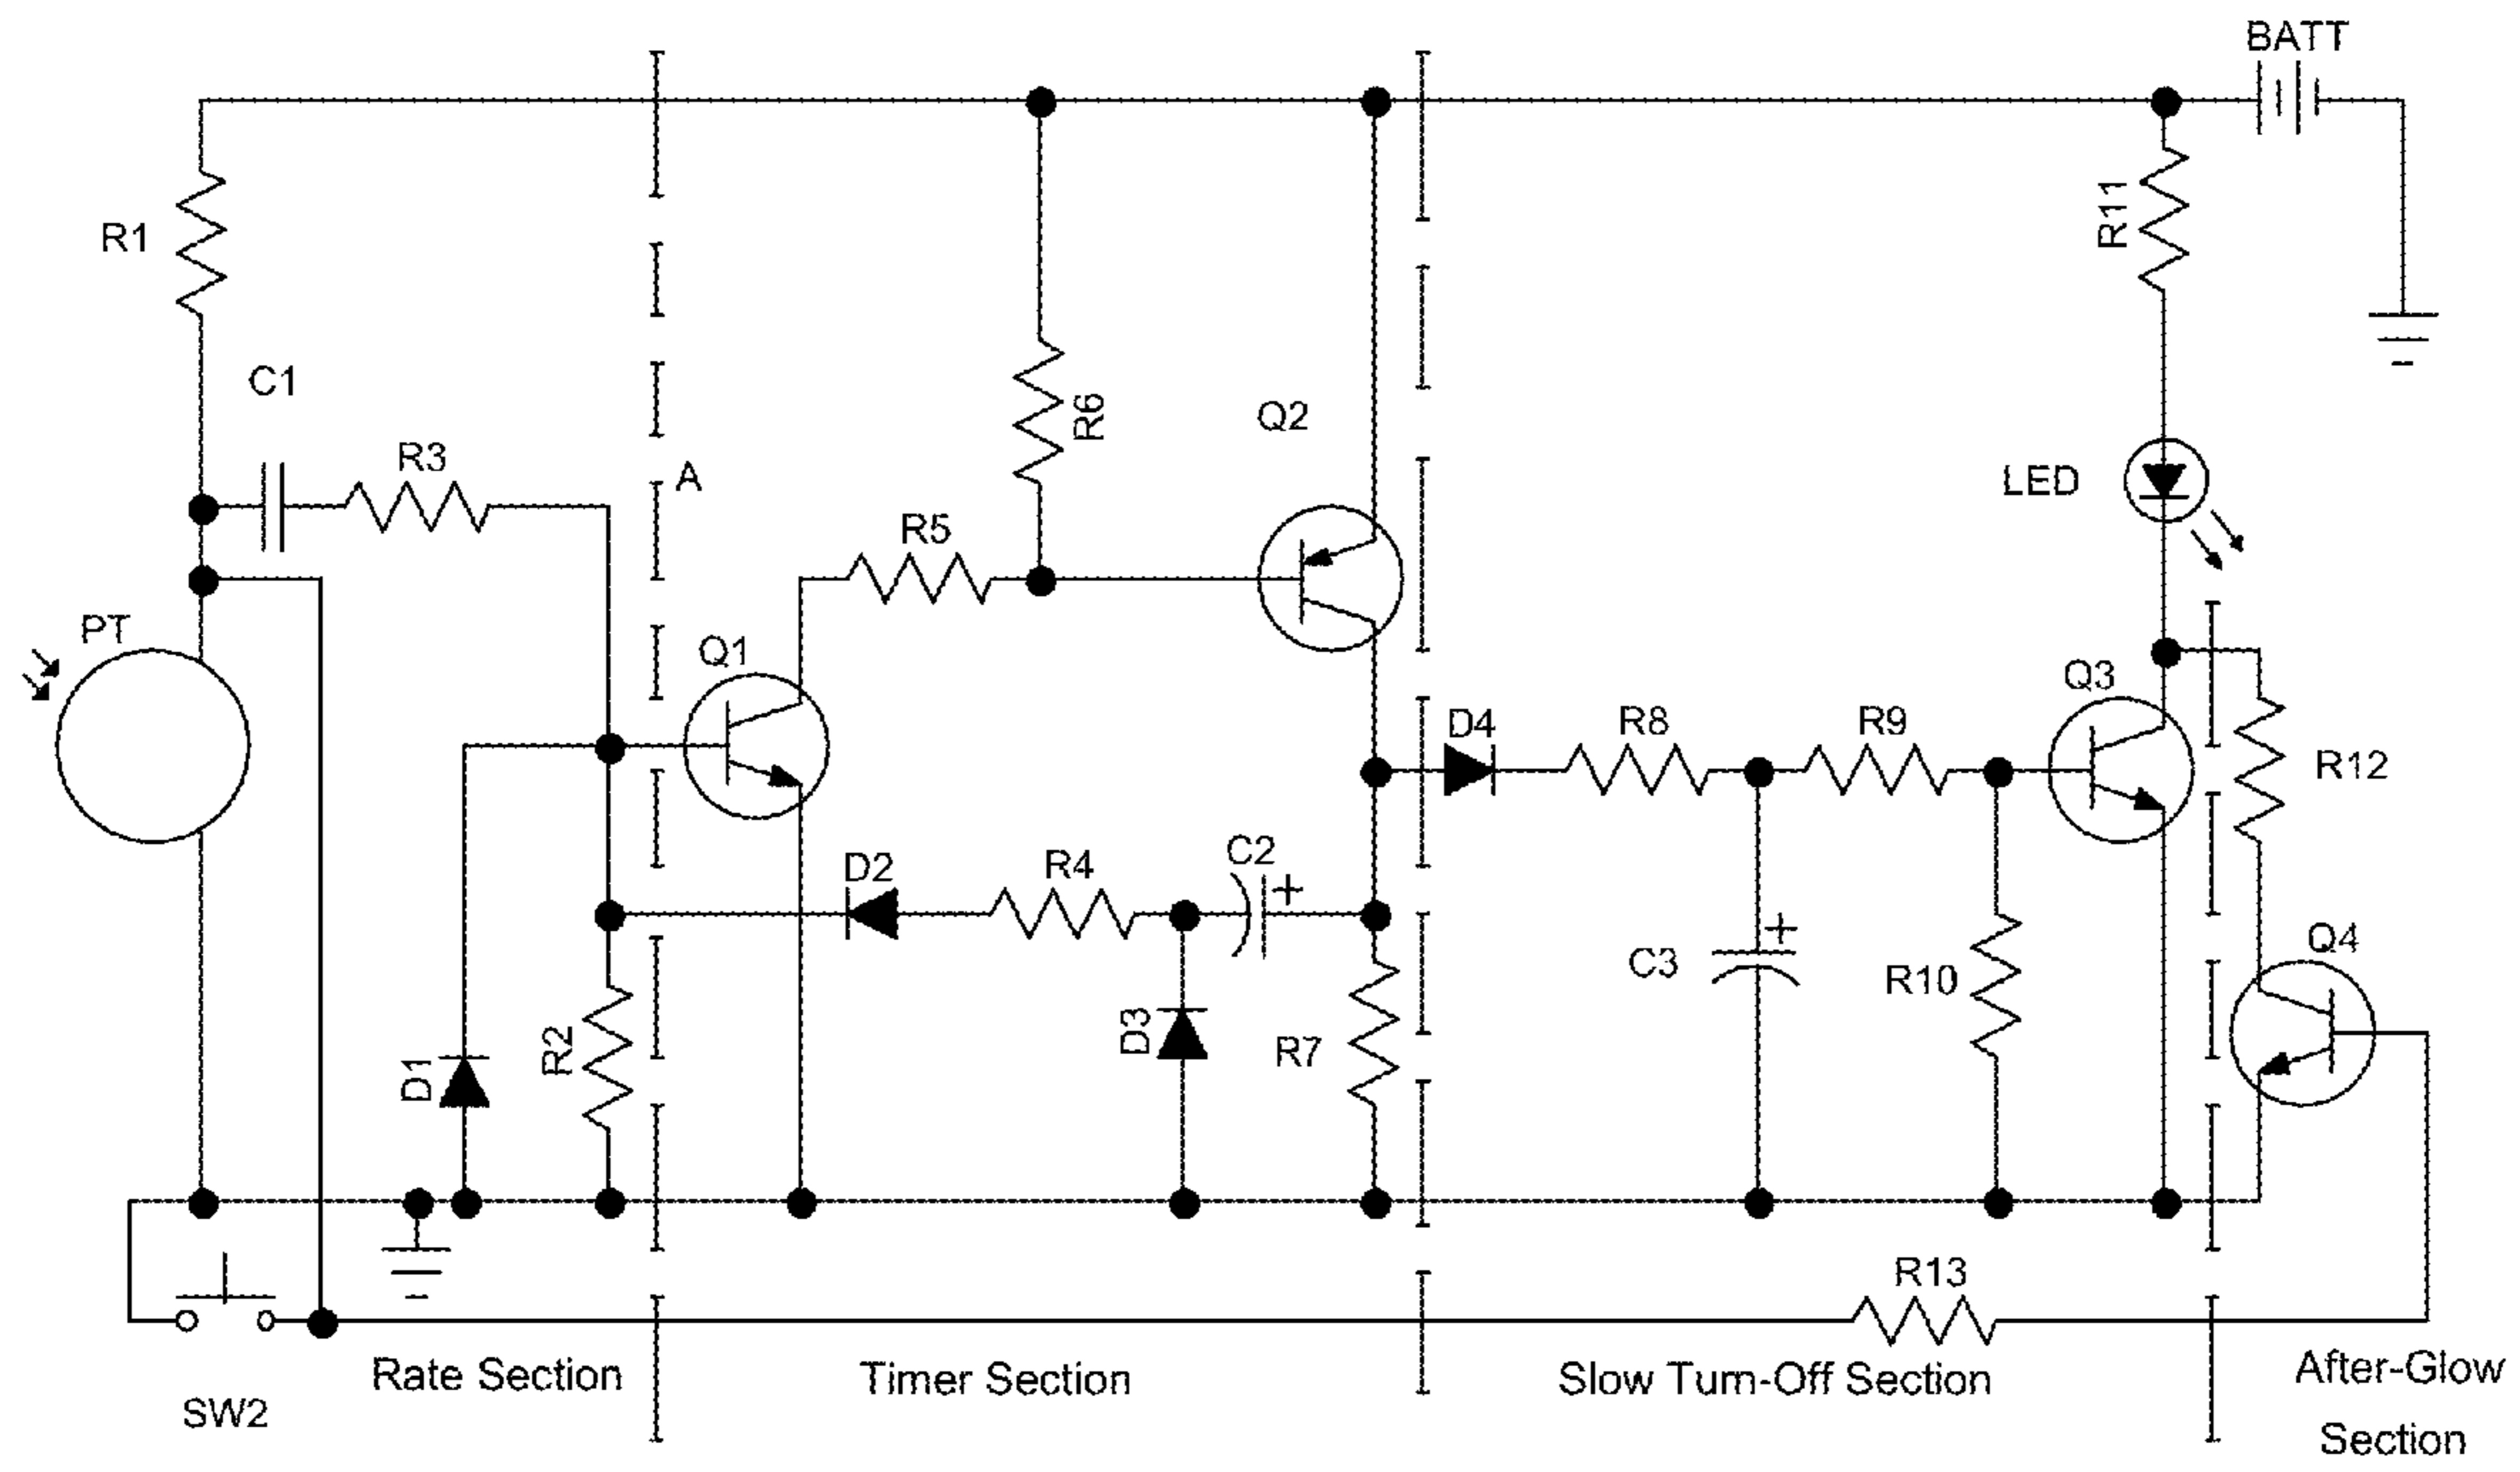 BATT
R1
R11
C1
R3
R6
Q2
A
LED
R5
PT
Q1
Q3
D4
R8
R9
R12
D2
R4
C2
+
+
C3
Q4
R10
D1
R2
D3
R7
R13
Rate Section
Timer Section
Slow Turn-Off Section
After-Glow
Section
SW2